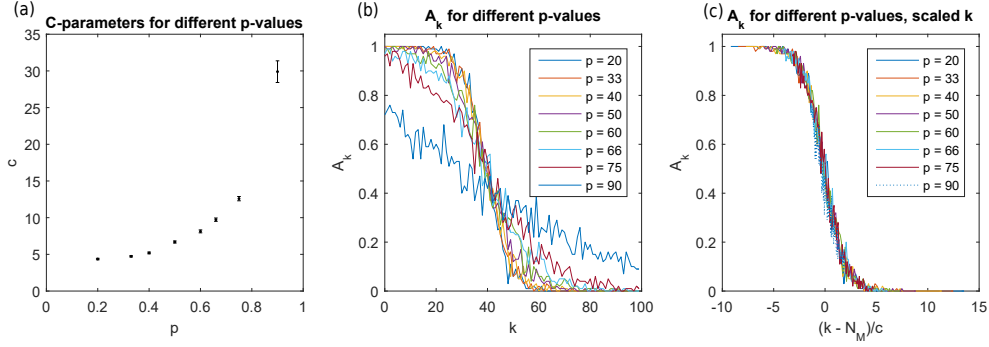 (a)
C-parameters for different p-values
35
30
25
20
15
10
5
0
c
0
0.2
0.4
0.6
0.8
1
p
(b)
A_k for different p-values
1
0.8
0.6
0.4
0.2
0
A_k
0
20
40
60
80
100
k
p = 20
p = 33
p = 40
p = 50
p = 60
p = 66
p = 75
p = 90
(c)
A_k for different p-values, scaled k
1
0.8
0.6
0.4
0.2
0
A_k
-10
-5
0
5
10
15
(k - N_M)/c
p = 20
p = 33
p = 40
p = 50
p = 60
p = 66
p = 75
p = 90